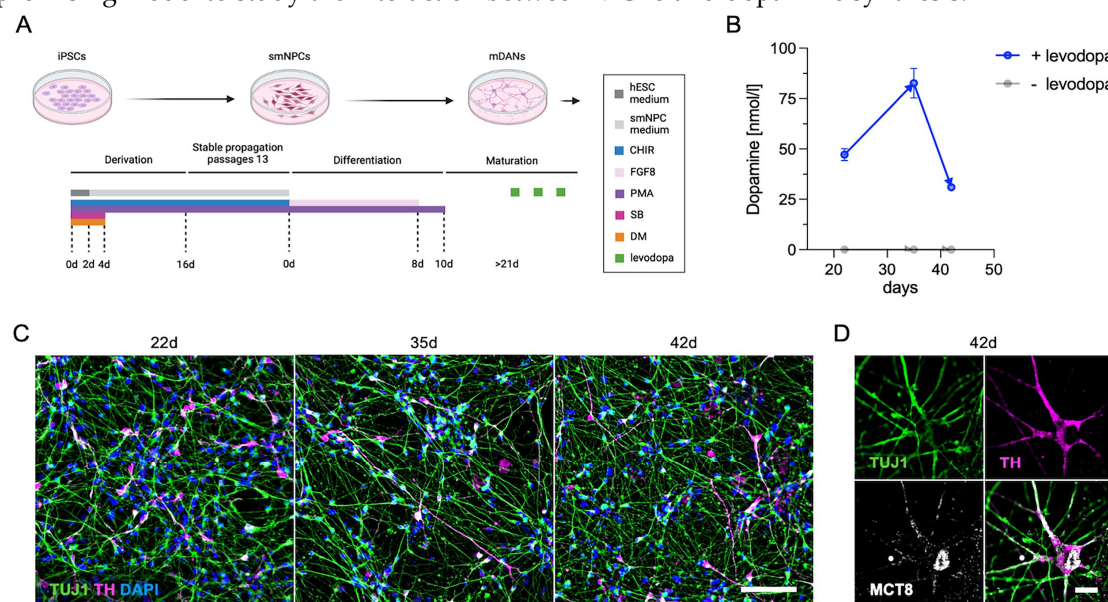 A
iPSCs
smNPCs
mDANs
Derivation
Stable propagation
passages 13
Differentiation
Maturation
0d 2d 4d 16d 0d 8d 10d >21d
hESC
medium
smNPC
medium
CHIR
FGF8
PMA
SB
DM
levodopa
B
Dopamine [nmol/l]
100
75
50
25
0
20 30 40 50
days
+ levodopa
- levodopa
C
22d 35d 42d
TUJ1 TH DAPI
D
42d
TUJ1 TH
MCT8